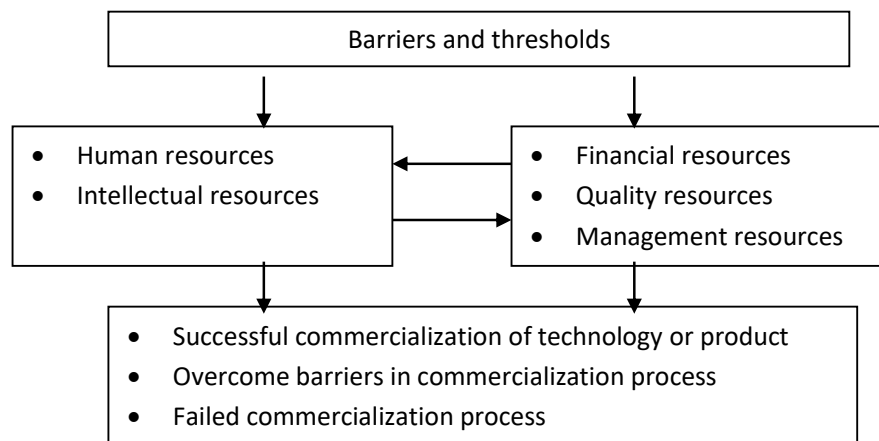 Barriers and thresholds
• Human resources
• Intellectual resources
• Financial resources
• Quality resources
• Management resources
• Successful commercialization of technology or product
• Overcome barriers in commercialization process
• Failed commercialization process